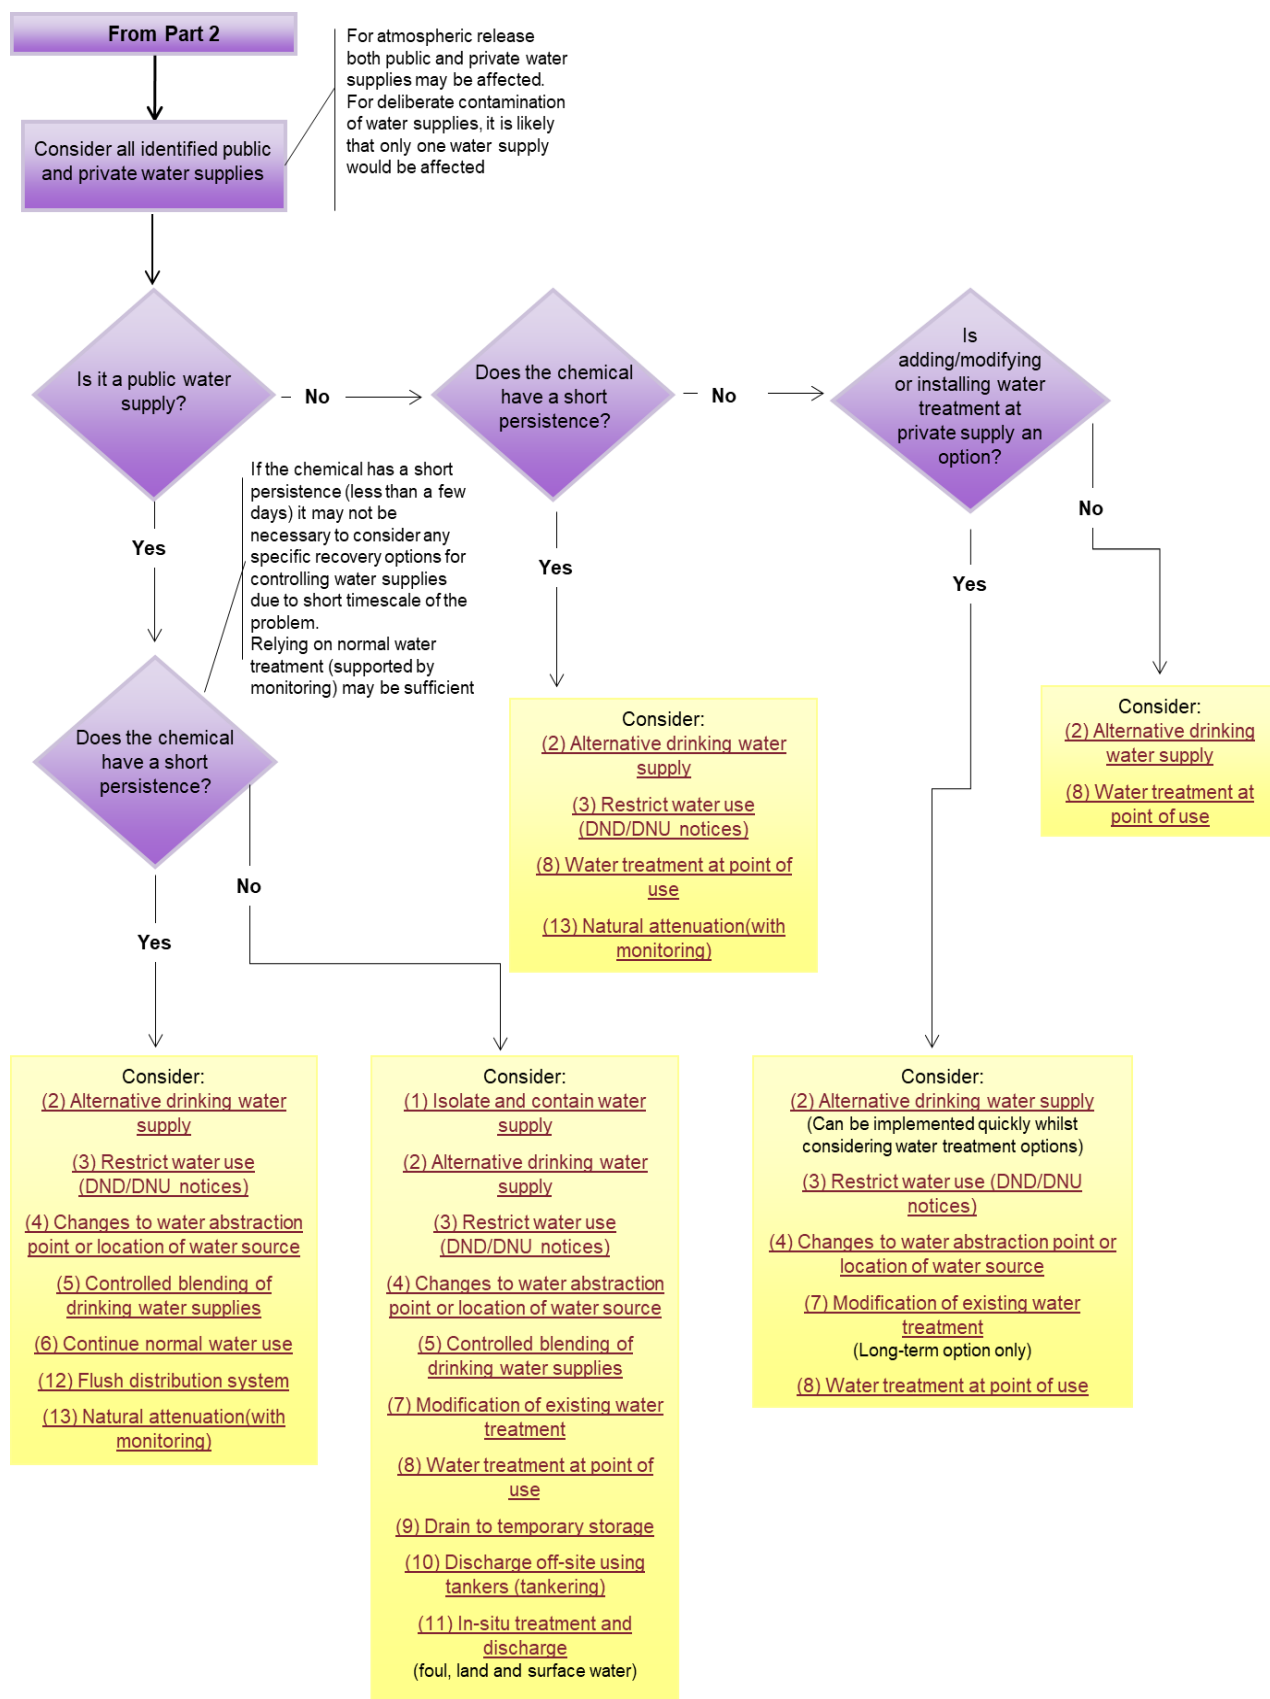 From Part 2
For atmospheric release
both public and private water
supplies may be affected.
For deliberate contamination
of water supplies, it is likely
that only one water supply
would be affected
Consider all identified public
and private water supplies
Is it a public water
supply?
No
Does the chemical
have a short
persistence?
No
Is
adding/modifying
or installing water
treatment at
private supply an
option?
If the chemical has a short
persistence (less than a few
days) it may not be
necessary to consider any
specific recovery options for
controlling water supplies
due to short timescale of the
problem.
Relying on normal water
treatment (supported by
monitoring) may be sufficient
Yes
Yes
Yes
No
Does the chemical
have a short
persistence?
No
Yes
Consider:
(2) Alternative drinking water
supply
(3) Restrict water use
(DND/DNU notices)
(8) Water treatment at point of
use
(13) Natural attenuation(with
monitoring)
Consider:
(2) Alternative drinking
water supply
(8) Water treatment at
point of use
Consider:
(2) Alternative drinking water
supply
(3) Restrict water use
(DND/DNU notices)
(4) Changes to water abstraction
point or location of water source
(5) Controlled blending of
drinking water supplies
(6) Continue normal water use
(12) Flush distribution system
(13) Natural attenuation(with
monitoring)
Consider:
(1) Isolate and contain water
supply
(2) Alternative drinking water
supply
(3) Restrict water use
(DND/DNU notices)
(4) Changes to water abstraction
point or location of water source
(5) Controlled blending of
drinking water supplies
(7) Modification of existing water
treatment
(8) Water treatment at point of
use
(9) Drain to temporary storage
(10) Discharge off-site using
tankers (tankering)
(11) In-situ treatment and
discharge
(foul, land and surface water)
Consider:
(2) Alternative drinking water supply
(Can be implemented quickly whilst
considering water treatment options)
(3) Restrict water use (DND/DNU
notices)
(4) Changes to water abstraction point or
location of water source
(7) Modification of existing water
treatment
(Long-term option only)
(8) Water treatment at point of use